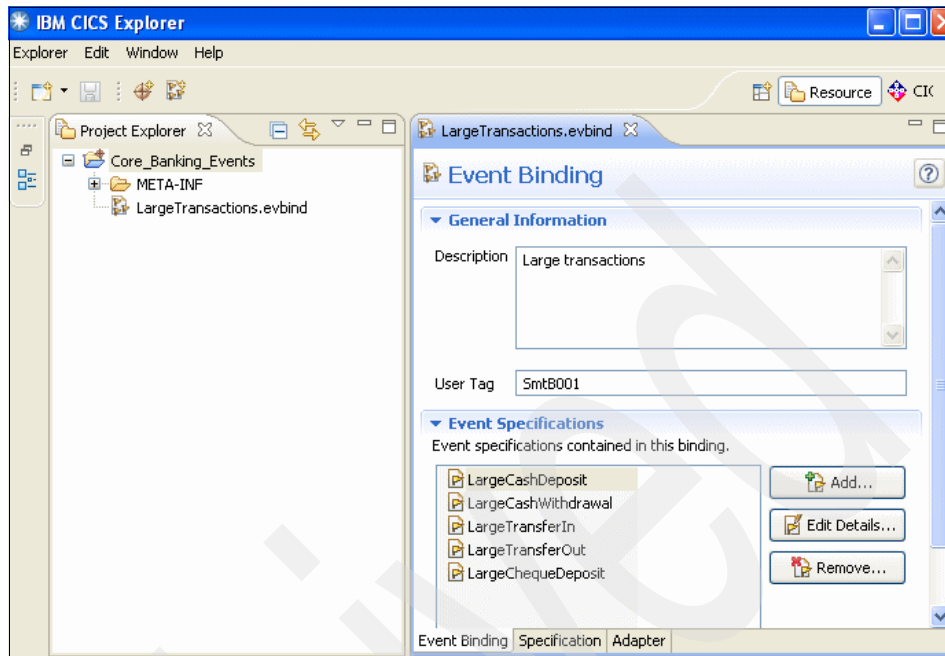 IBM CICS Explorer
Explorer Edit Window Help
Resource
CIC
Project Explorer
Core_Banking_Events
META-INF
LargeTransactions.evbind
LargeTransactions.evbind
Event Binding
General Information
Description
Large transactions
User Tag
SmtB001
Event Specifications
Event specifications contained in this binding.
LargeCashDeposit
LargeCashWithdrawal
LargeTransferIn
LargeTransferOut
LargeChequeDeposit
Add...
Edit Details...
Remove...
Event Binding Specification Adapter